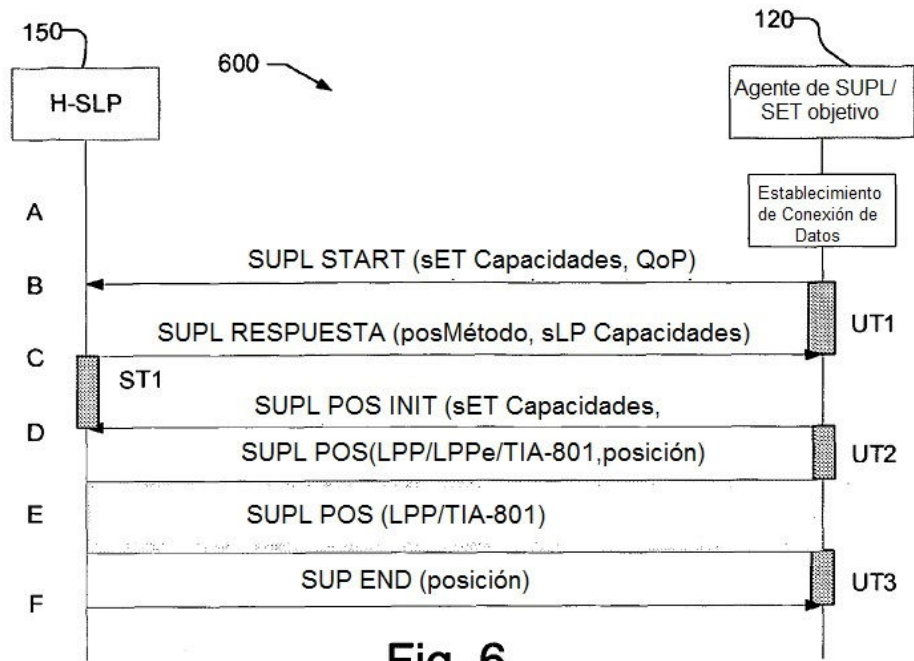 150
120
600
H-SLP
Agente de SUPL/
SET objetivo
Establecimiento
de Conexión de
Datos
A
SUPL START (sET Capacidades, QoP)
B
SUPL RESPUESTA (posMétodo, sLP Capacidades)
UT1
C
ST1
SUPL POS INIT (sET Capacidades,
D
SUPL POS(LPP/LPPe/TIA-801,posición)
UT2
E
SUPL POS (LPP/TIA-801)
SUP END (posición)
UT3
F
Fig. 6